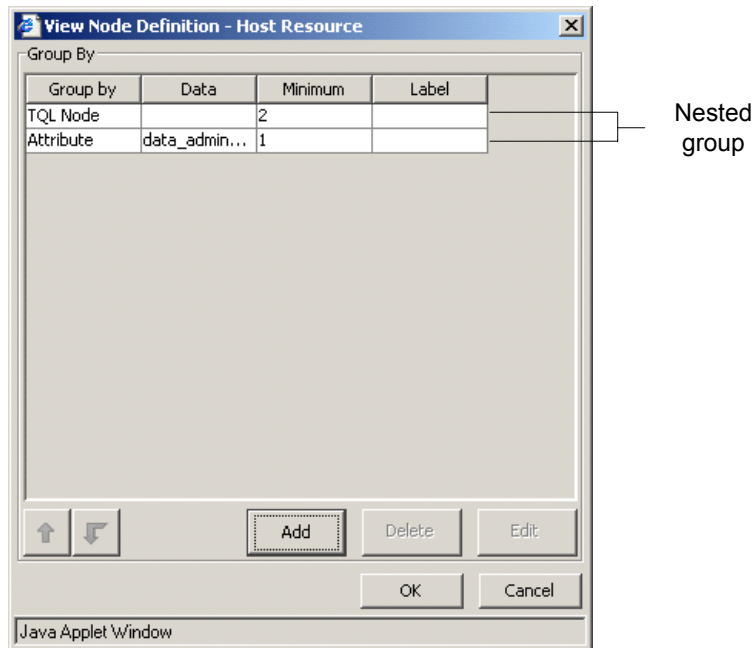 View Node Definition - Host Resource
Group By
Group by Data Minimum Label
TQL Node 2
Attribute data_admin... 1
Nested
group
Add Delete Edit
OK Cancel
Java Applet Window